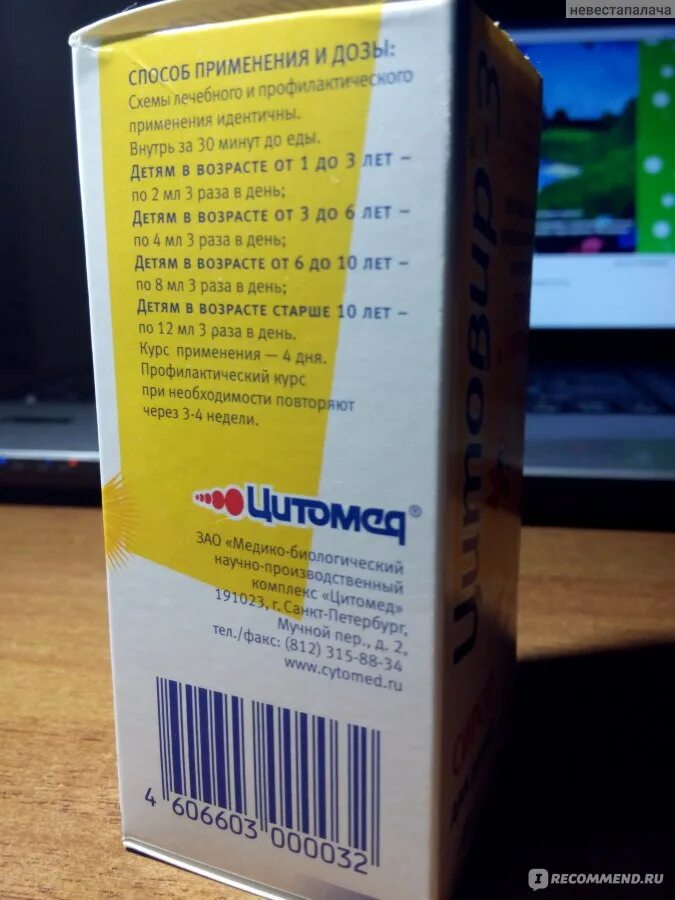 невестапалача
СПОСОБ ПРИМЕНЕНИЯ И ДОЗЫ:
Схемы лечебного и профилактического
применения идентичны.
Внутрь за 30 минут до еды.
ДЕТЯМ В ВОЗРАСТЕ ОТ 1 ДО 3 ЛЕТ –
по 2 мл 3 раза в день;
ДЕТЯМ В ВОЗРАСТЕ ОТ 3 ДО 6 ЛЕТ –
по 4 мл 3 раза в день;
ДЕТЯМ В ВОЗРАСТЕ ОТ 6 ДО 10 ЛЕТ –
по 8 мл 3 раза в день;
ДЕТЯМ В ВОЗРАСТЕ СТАРШЕ 10 ЛЕТ –
по 12 мл 3 раза в день.
Курс применения — 4 дня.
Профилактический курс
при необходимости повторяют
через 3-4 недели.
Цитомед®
ЗАО «Медико-биологический
научно-производственный
комплекс «Цитомед»
191023, г. Санкт-Петербург,
Мучной пер., д. 2,
тел./факс: (812) 315-88-34
www.cytomed.ru
4 606603 000032
Цитовир-3
IRECOMMEND.RU